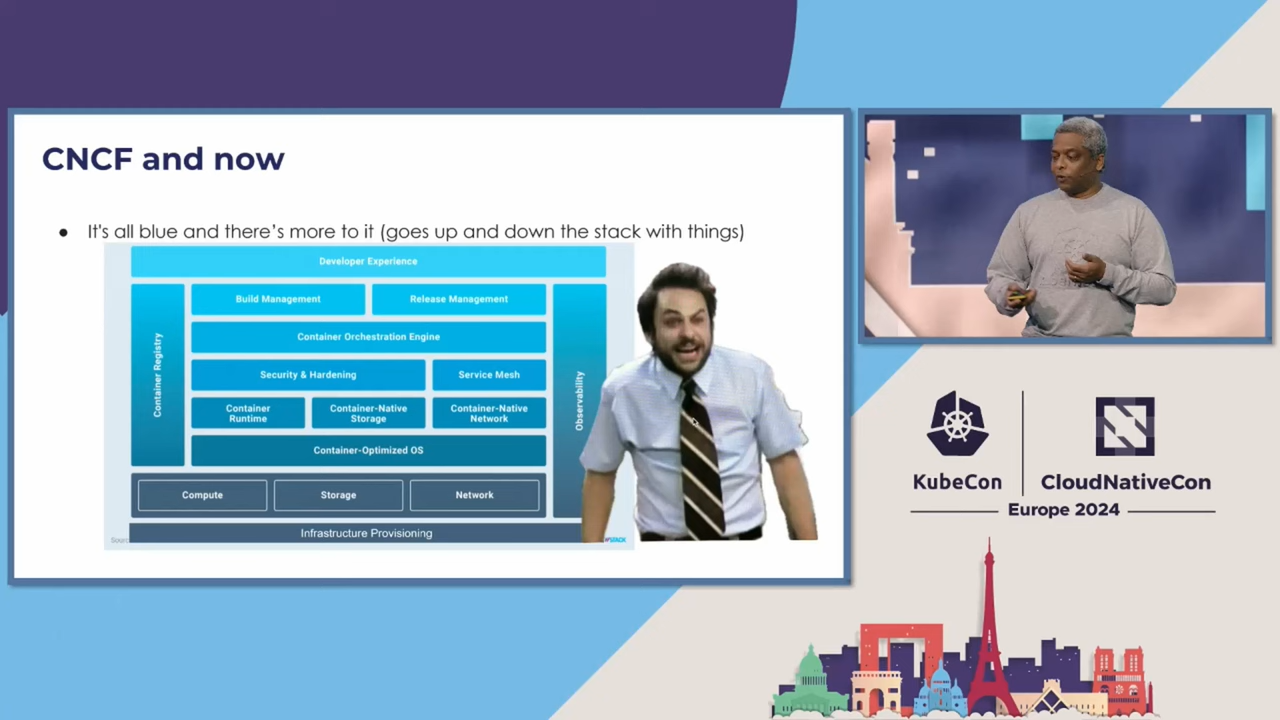 CNCF and now
● It's all blue and there's more to it (goes up and down the stack with things)
Developer Experience
Container Registry
Build Management
Release Management
Container Orchestration Engine
Security & Hardening
Service Mesh
Container
Runtime
Container-Native
Storage
Container-Native
Network
Container-Optimized OS
Observability
Compute
Storage
Network
Infrastructure Provisioning
KubeCon
CloudNativeCon
Europe 2024